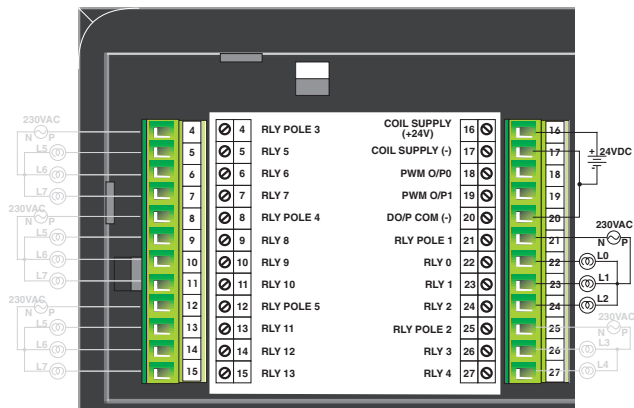 230VAC
N P
L5
L6
L7
230VAC
N P
L5
L6
L7
230VAC
N P
L5
L6
L7
4
5
6
7
8
9
10
11
12
13
14
15
4 RLY POLE 3
5 RLY 5
6 RLY 6
7 RLY 7
8 RLY POLE 4
9 RLY 8
10 RLY 9
11 RLY 10
12 RLY POLE 5
13 RLY 11
14 RLY 12
15 RLY 13
COIL SUPPLY (+24V) 16
COIL SUPPLY (-) 17
PWM O/P0 18
PWM O/P1 19
DO/P COM (-) 20
RLY POLE 1 21
RLY 0 22
RLY 1 23
RLY 2 24
RLY POLE 2 25
RLY 3 26
RLY 4 27
16
17
18
19
20
21
22
23
24
25
26
27
+ 24VDC
-
230VAC
N P
L0
L1
L2
230VAC
N P
L3
L4